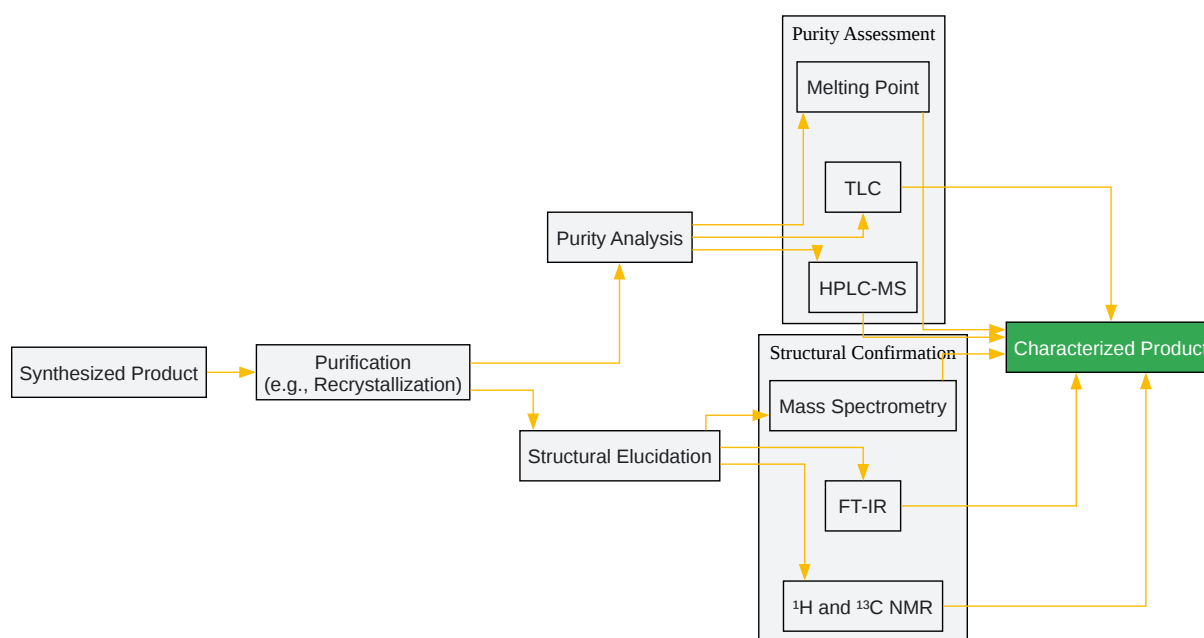 Purity Assessment
Melting Point
TLC
Purity Analysis
HPLC-MS
Synthesized Product
Purification
(e.g., Recrystallization)
Structural Confirmation
Characterized Product
Mass Spectrometry
Structural Elucidation
FT-IR
¹H and ¹³C NMR